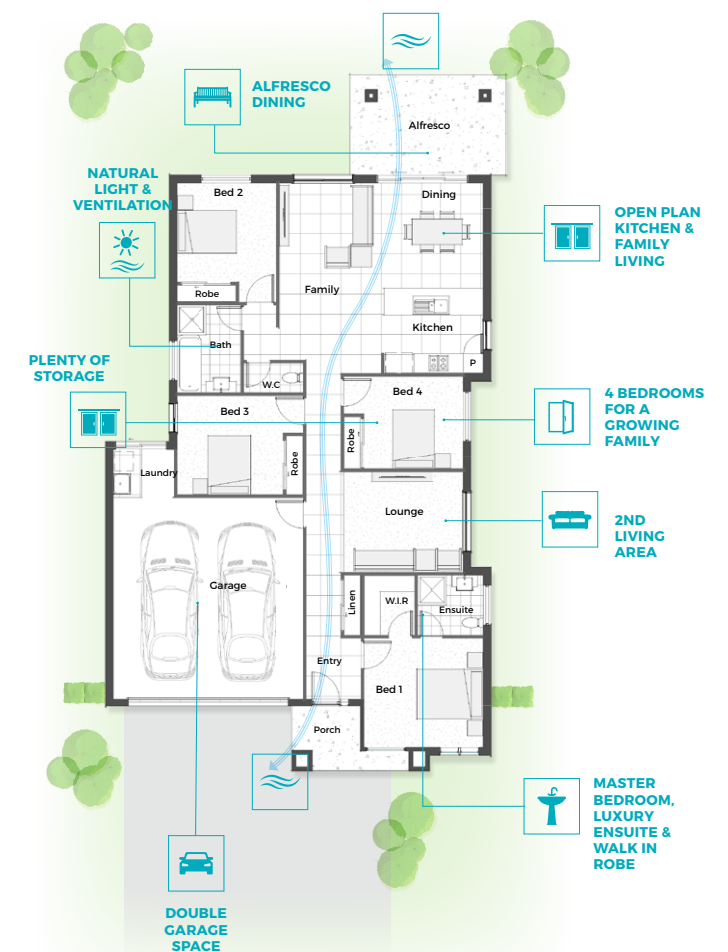 ALFRESCO
DINING
Alfresco
NATURAL
LIGHT &
VENTILATION
Bed 2
Dining
OPEN PLAN
KITCHEN &
FAMILY
LIVING
Robe
Family
Bath
Kitchen
P
W.C
PLENTY OF
STORAGE
Bed 3
Bed 4
4 BEDROOMS
FOR A
GROWING
FAMILY
Robe
Robe
Laundry
Lounge
2ND
LIVING
AREA
Garage
Linen
W.I.R
Ensuite
Entry
Bed 1
Porch
MASTER
BEDROOM,
LUXURY
ENSUITE &
WALK IN
ROBE
DOUBLE
GARAGE
SPACE